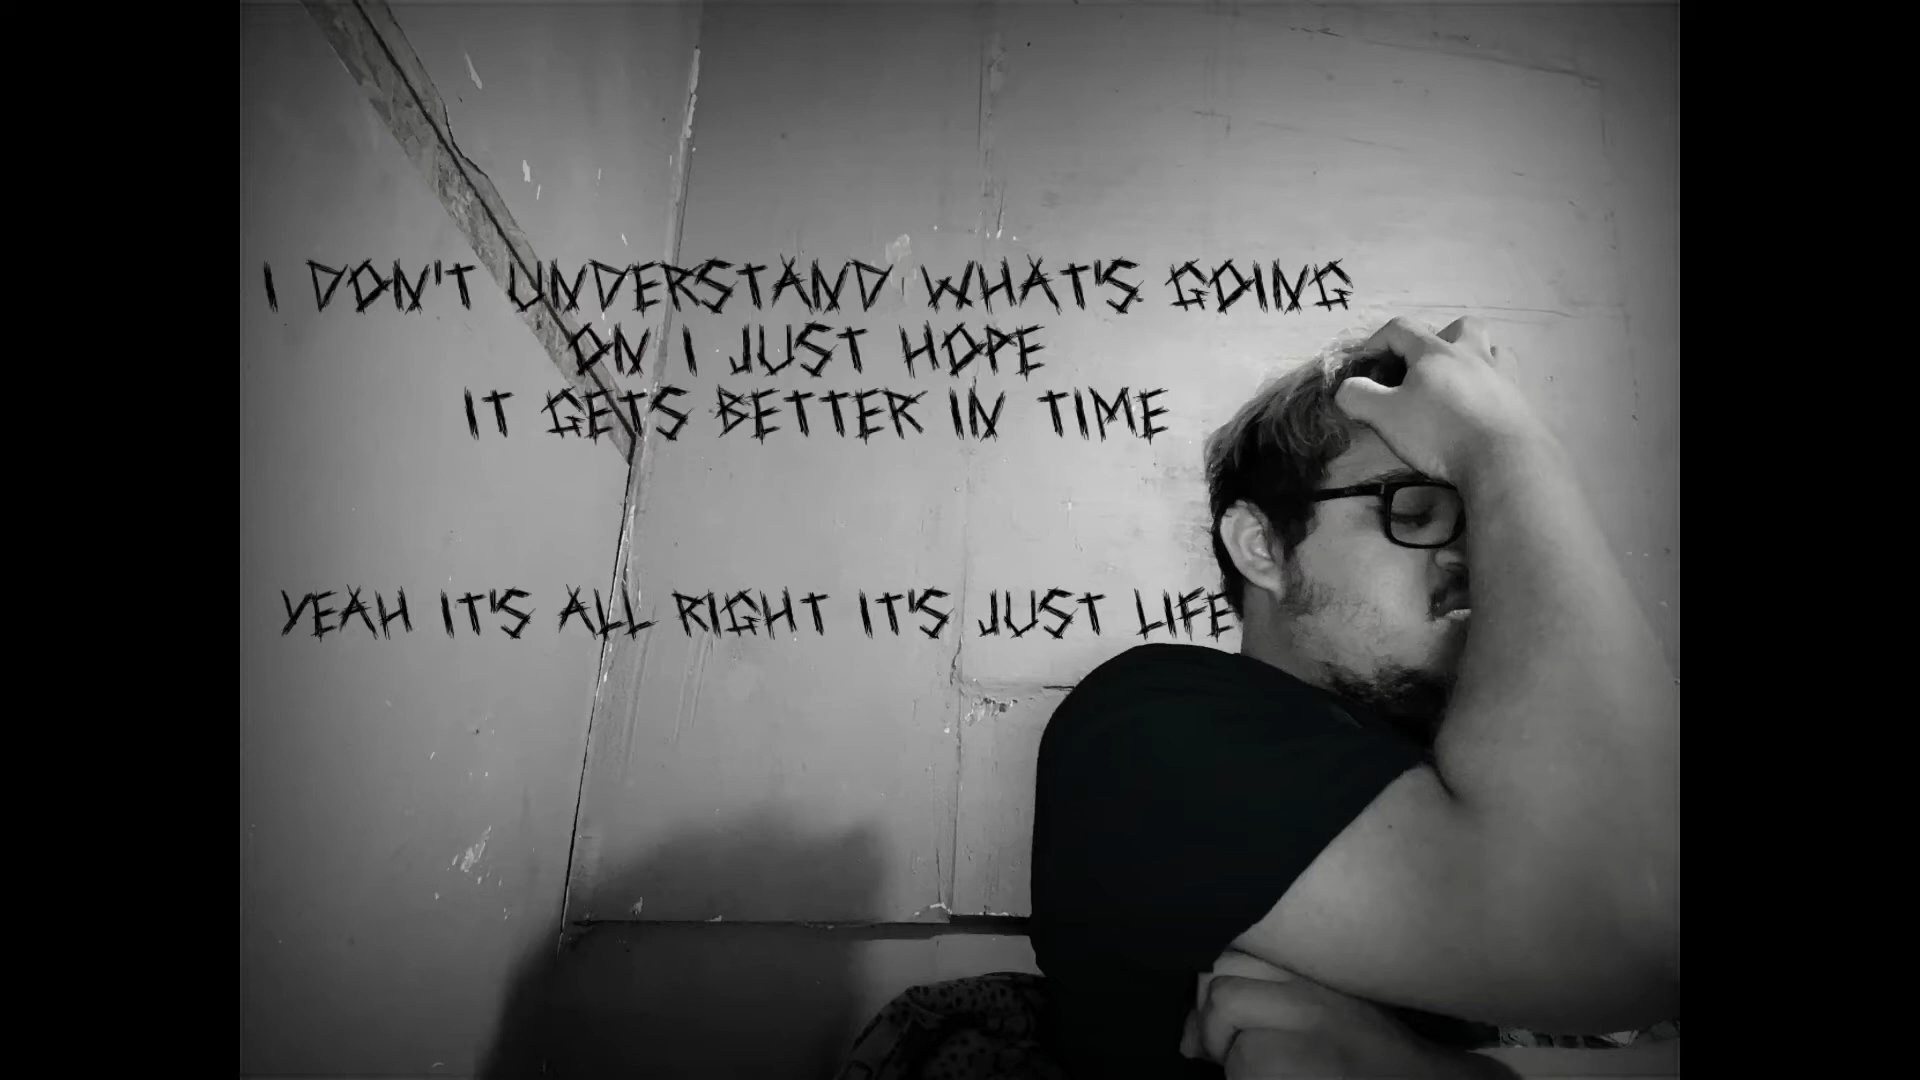 I DON'T UNDERSTAND WHAT'S GOING
ON I JUST HOPE
IT GETS BETTER IN TIME
YEAH IT'S ALL RIGHT IT'S JUST LIFE